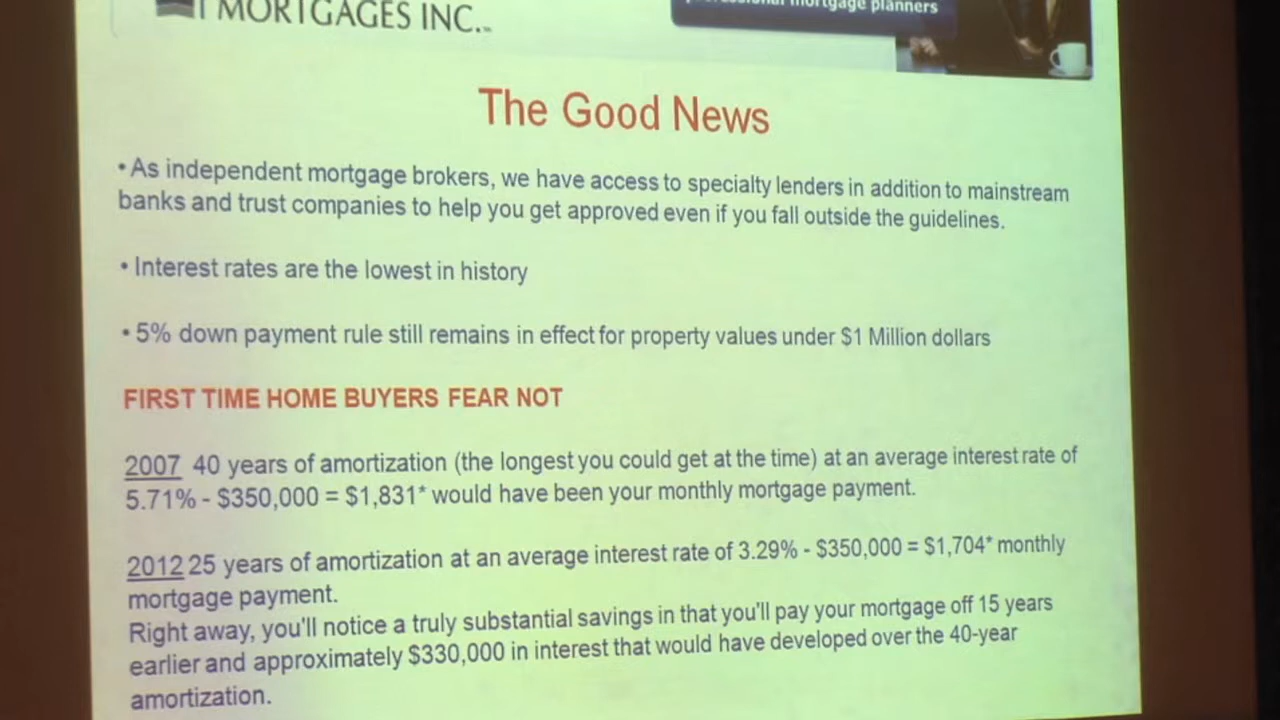 MORTGAGES INC.™
mortgage planners
The Good News
• As independent mortgage brokers, we have access to specialty lenders in addition to mainstream
banks and trust companies to help you get approved even if you fall outside the guidelines.
• Interest rates are the lowest in history
• 5% down payment rule still remains in effect for property values under $1 Million dollars
FIRST TIME HOME BUYERS FEAR NOT
2007 40 years of amortization (the longest you could get at the time) at an average interest rate of
5.71% - $350,000 = $1,831* would have been your monthly mortgage payment.
2012 25 years of amortization at an average interest rate of 3.29% - $350,000 = $1,704* monthly
mortgage payment.
Right away, you'll notice a truly substantial savings in that you'll pay your mortgage off 15 years
earlier and approximately $330,000 in interest that would have developed over the 40-year
amortization.